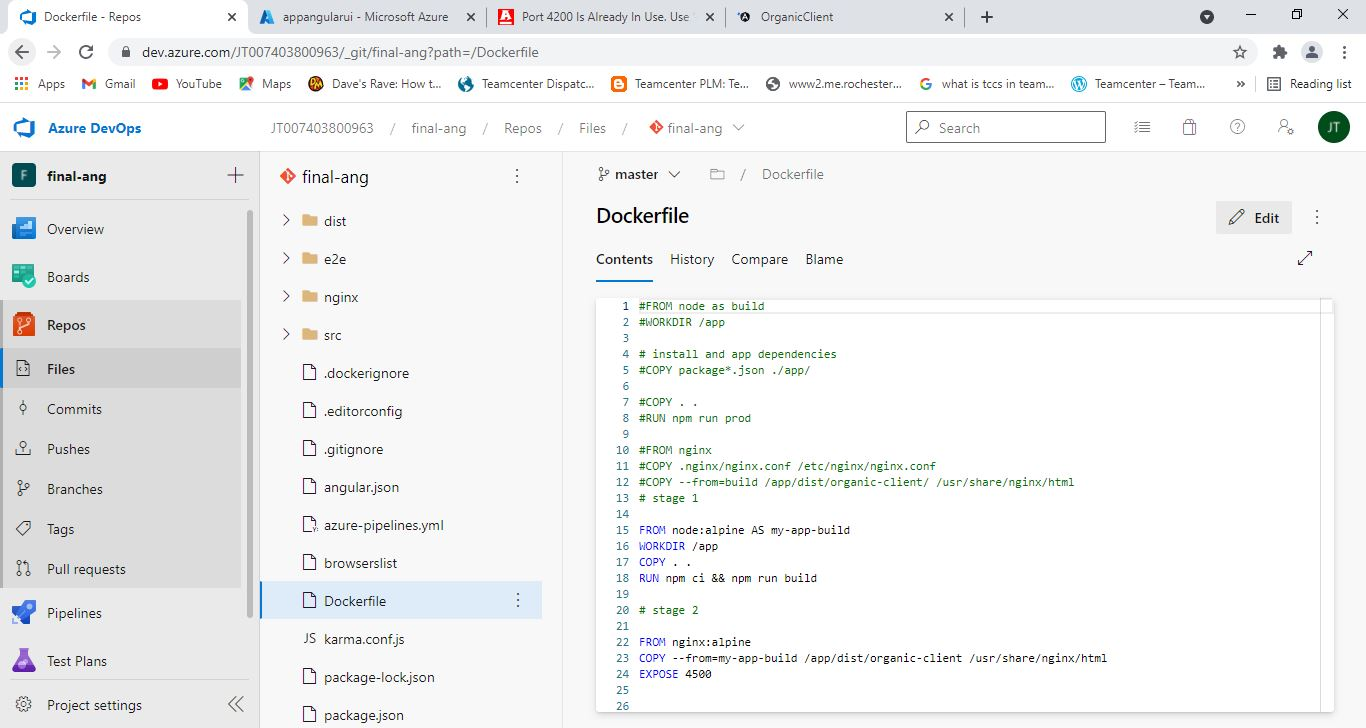 Dockerfile - Repos
appangularui - Microsoft Azure
Port 4200 Is Already In Use. Use
OrganicClient
dev.azure.com/JT007403800963/_git/final-ang?path=/Dockerfile
Apps
Gmail
YouTube
Maps
Dave's Rave: How t...
Teamcenter Dispatc...
Teamcenter PLM: Te...
www2.me.rochester...
what is tccs in team...
Teamcenter – Team...
»
Reading list
Azure DevOps
JT007403800963 / final-ang / Repos / Files / final-ang
Search
JT
F final-ang
Overview
Boards
Repos
Files
Commits
Pushes
Branches
Tags
Pull requests
Pipelines
Test Plans
Project settings
final-ang
dist
e2e
nginx
src
.dockerignore
.editorconfig
.gitignore
angular.json
azure-pipelines.yml
browserslist
Dockerfile
JS karma.conf.js
package-lock.json
package.json
master / Dockerfile
Dockerfile
Edit
Contents History Compare Blame
1 #FROM node as build
2 #WORKDIR /app
3
4 # install and app dependencies
5 #COPY package*.json ./app/
6
7 #COPY . .
8 #RUN npm run prod
9
10 #FROM nginx
11 #COPY .nginx/nginx.conf /etc/nginx/nginx.conf
12 #COPY --from=build /app/dist/organic-client/ /usr/share/nginx/html
13 # stage 1
14
15 FROM node:alpine AS my-app-build
16 WORKDIR /app
17 COPY . .
18 RUN npm ci && npm run build
19
20 # stage 2
21
22 FROM nginx:alpine
23 COPY --from=my-app-build /app/dist/organic-client /usr/share/nginx/html
24 EXPOSE 4500
25
26